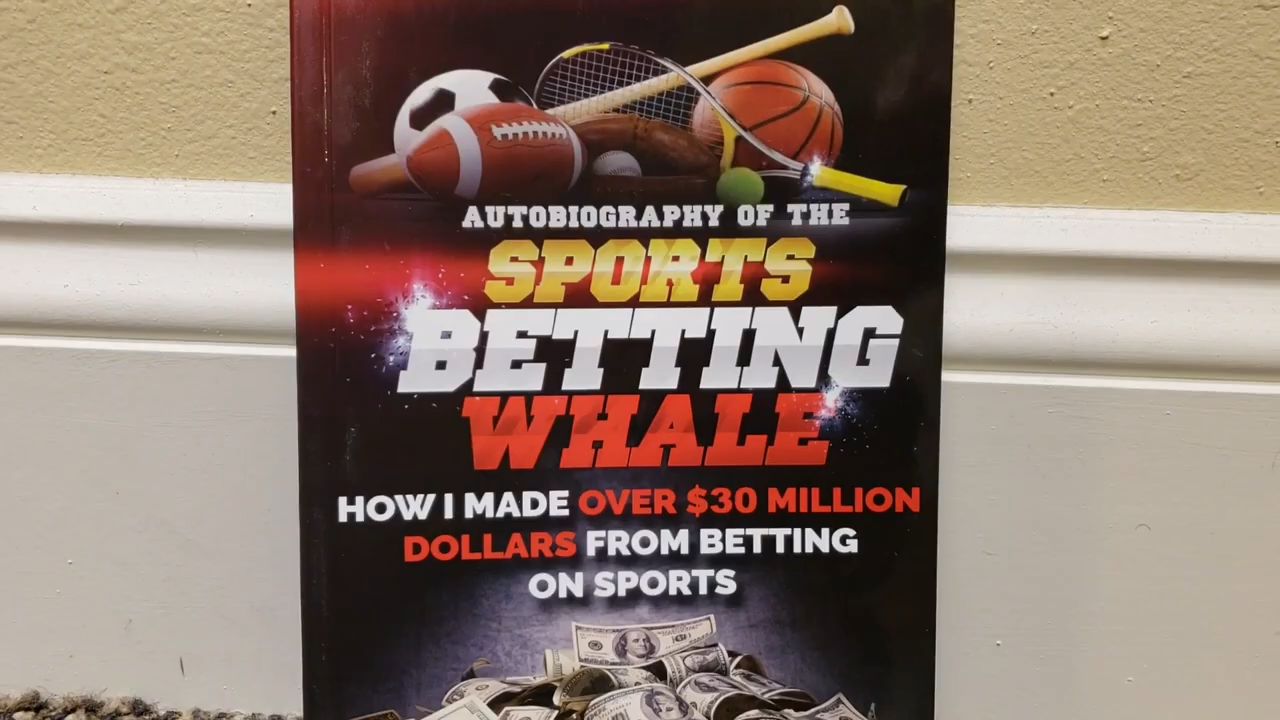 AUTOBIOGRAPHY OF THE
SPORTS
BETTING
WHALE
HOW I MADE OVER $30 MILLION
DOLLARS FROM BETTING
ON SPORTS